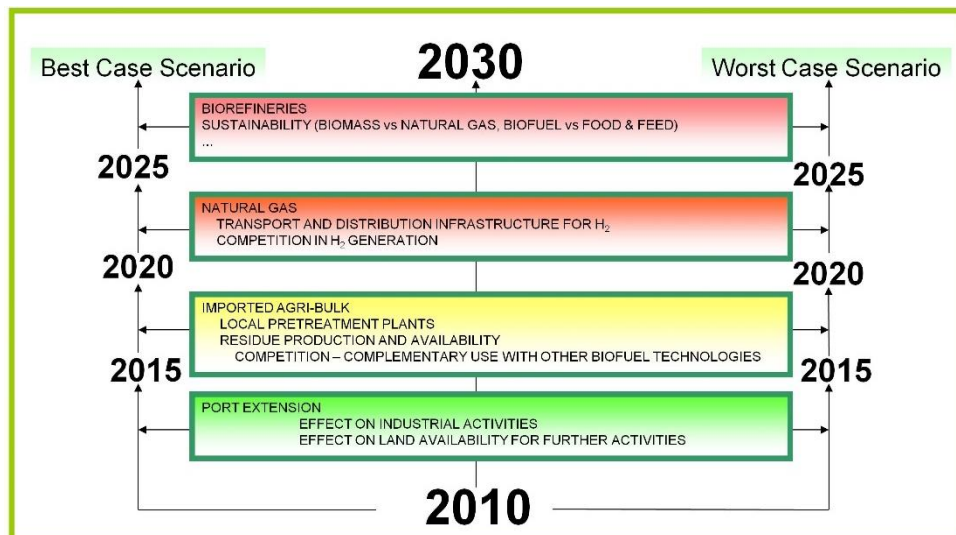 Best Case Scenario
2030
Worst Case Scenario
BIOREFINERIES
SUSTAINABILITY (BIOMASS vs NATURAL GAS, BIOFUEL vs FOOD & FEED)
...
2025
2025
NATURAL GAS
TRANSPORT AND DISTRIBUTION INFRASTRUCTURE FOR H₂
COMPETITION IN H₂ GENERATION
2020
2020
IMPORTED AGRI-BULK
LOCAL PRETREATMENT PLANTS
RESIDUE PRODUCTION AND AVAILABILITY
COMPETITION – COMPLEMENTARY USE WITH OTHER BIOFUEL TECHNOLOGIES
2015
2015
PORT EXTENSION
EFFECT ON INDUSTRIAL ACTIVITIES
EFFECT ON LAND AVAILABILITY FOR FURTHER ACTIVITIES
2010